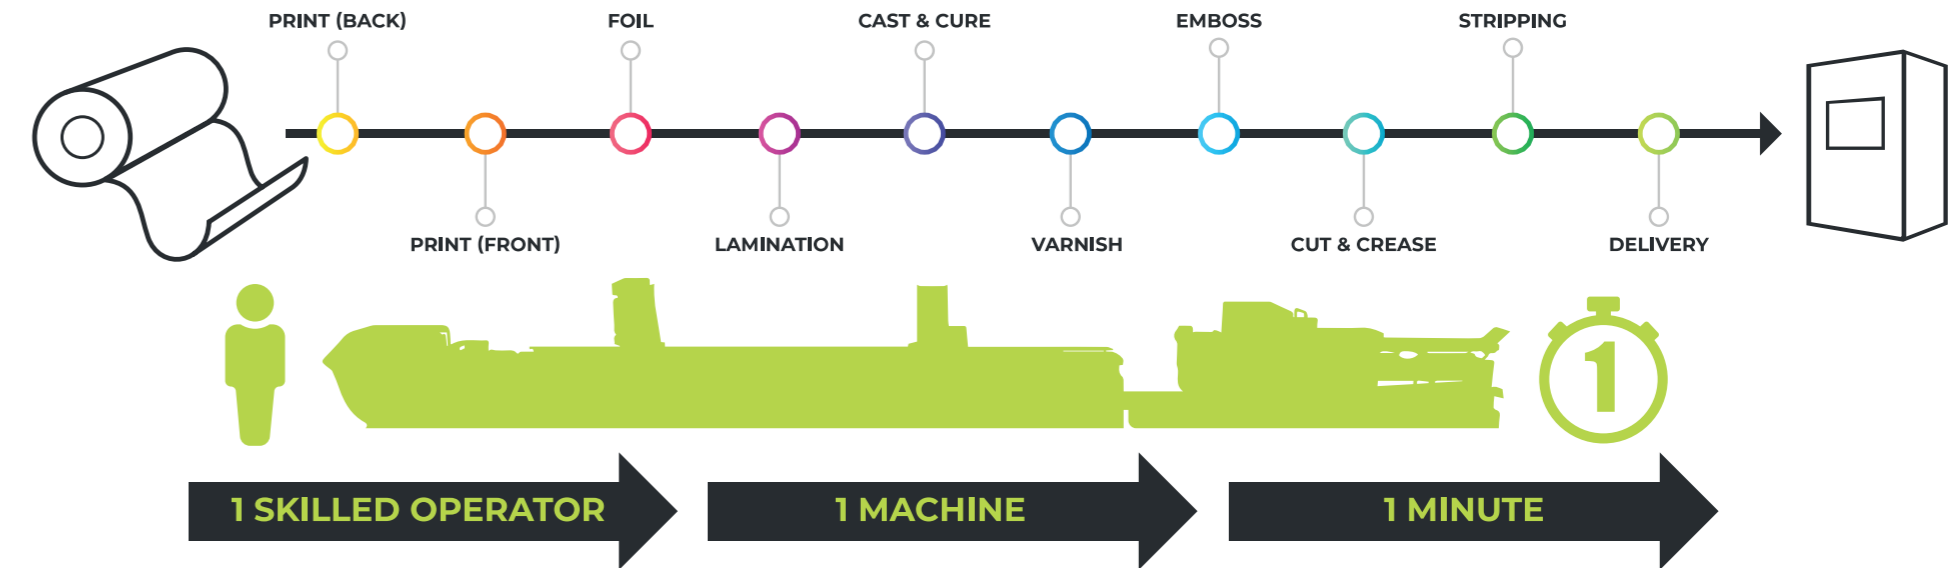 PRINT (BACK)
FOIL
CAST & CURE
EMBOSS
STRIPPING
PRINT (FRONT)
LAMINATION
VARNISH
CUT & CREASE
DELIVERY
1
1 SKILLED OPERATOR
1 MACHINE
1 MINUTE